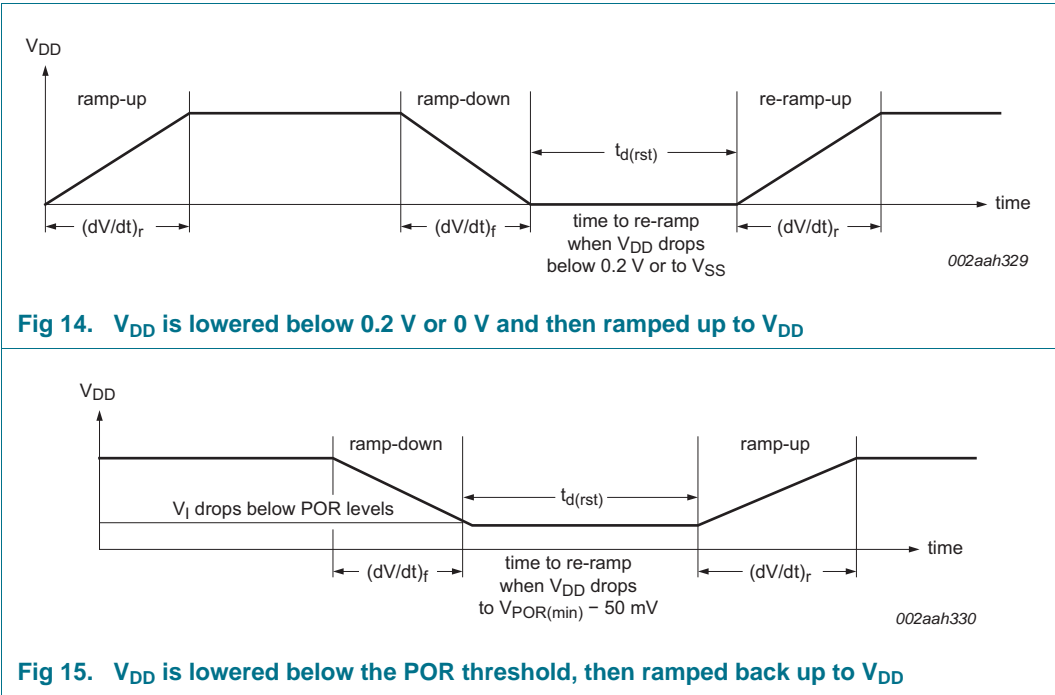 VDD
ramp-up
ramp-down
re-ramp-up
td(rst)
time
(dV/dt)r
(dV/dt)f
time to re-ramp
when VDD drops
below 0.2 V or to VSS
(dV/dt)r
002aah329
Fig 14. VDD is lowered below 0.2 V or 0 V and then ramped up to VDD
VDD
ramp-down
ramp-up
td(rst)
VI drops below POR levels
time
(dV/dt)f
time to re-ramp
when VDD drops
to VPOR(min) − 50 mV
(dV/dt)r
002aah330
Fig 15. VDD is lowered below the POR threshold, then ramped back up to VDD